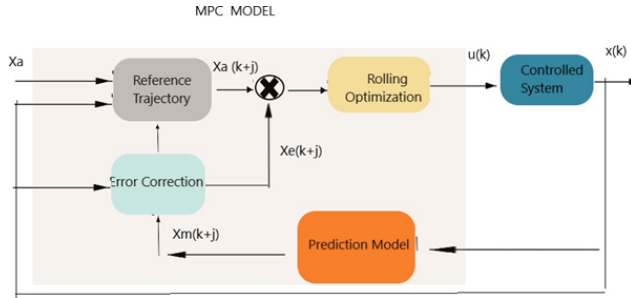 MPC MODEL
Xa
Reference
Trajectory
Xa (k+j)
Rolling
Optimization
u(k)
Controlled
System
x(k)
Error Correction
Xe(k+j)
Xm(k+j)
Prediction Model